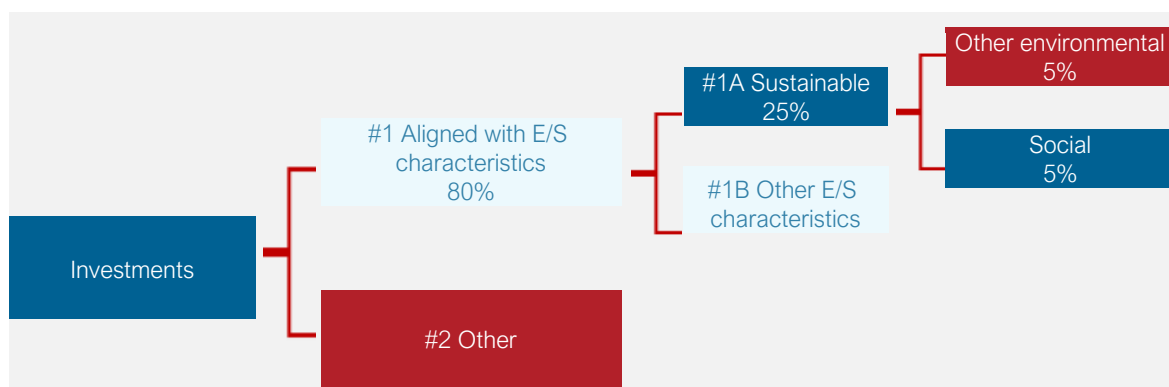 Investments
#1 Aligned with E/S
characteristics
80%
#2 Other
#1A Sustainable
25%
#1B Other E/S
characteristics
Other environmental
5%
Social
5%